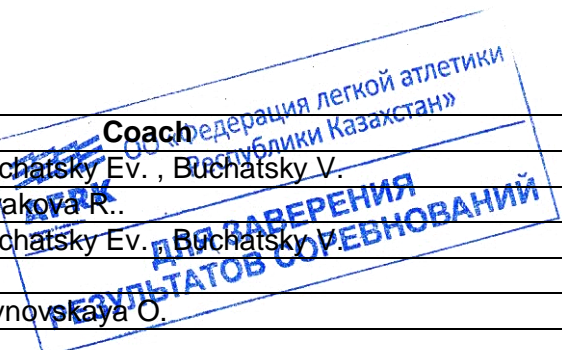 Coach
chatsky Ev. , Buchatsky V.
akova R..
chatsky Ev. , Buchatsky V.
ynovskaya O.
ОО «Федерация легкой атлетики
Республики Казахстан»
AFRK
ДЛЯ ЗАВЕРЕНИЯ
РЕЗУЛЬТАТОВ СОРЕВНОВАНИЙ